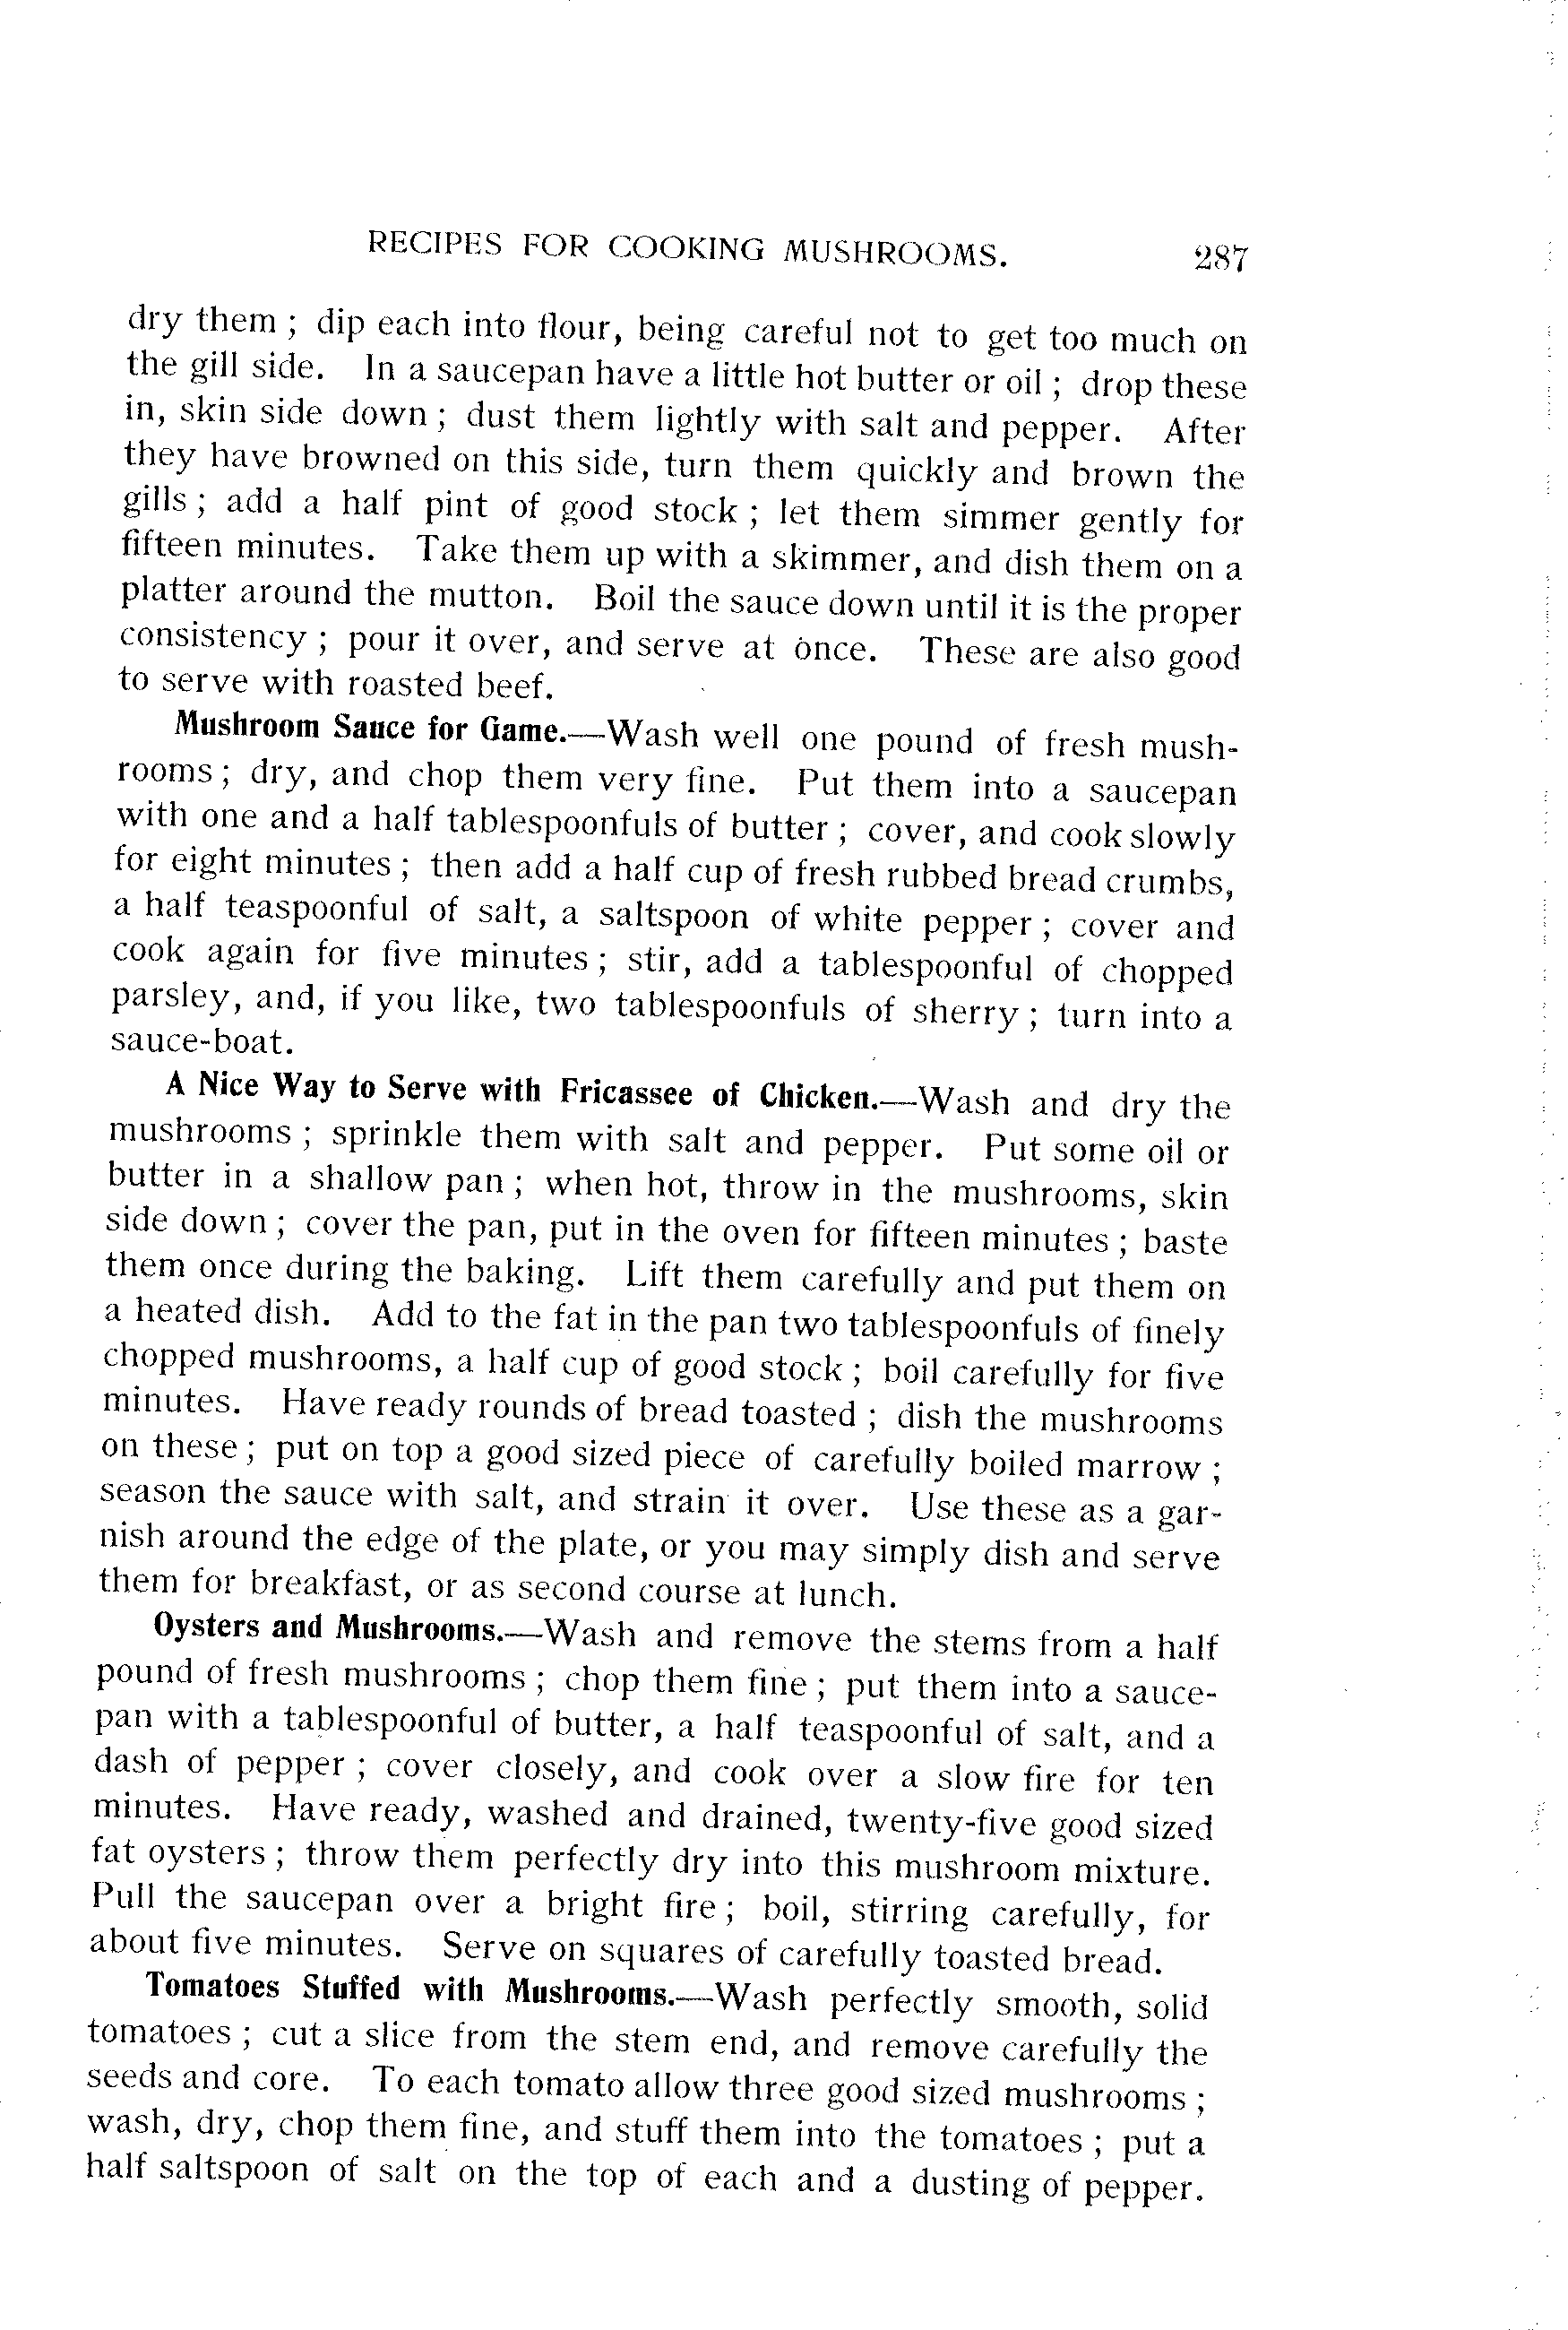 RECIPES FOR COOKING MUSHROOMS. 287
dry them ; dip each into flour, being careful not to get too much on
the gill side. In a saucepan have a little hot butter or oil ; drop these
in, skin side down ; dust them lightly with salt and pepper. After
they have browned on this side, turn them quickly and brown the
gills ; add a half pint of good stock ; let them simmer gently for
fifteen minutes. Take them up with a skimmer, and dish them on a
platter around the mutton. Boil the sauce down until it is the proper
consistency ; pour it over, and serve at once. These are also good
to serve with roasted beef.
Mushroom Sauce for Game.—Wash well one pound of fresh mush-
rooms ; dry, and chop them very fine. Put them into a saucepan
with one and a half tablespoonfuls of butter ; cover, and cook slowly
for eight minutes ; then add a half cup of fresh rubbed bread crumbs,
a half teaspoonful of salt, a saltspoon of white pepper ; cover and
cook again for five minutes ; stir, add a tablespoonful of chopped
parsley, and, if you like, two tablespoonfuls of sherry ; turn into a
sauce-boat.
A Nice Way to Serve with Fricassee of Chicken.—Wash and dry the
mushrooms ; sprinkle them with salt and pepper. Put some oil or
butter in a shallow pan ; when hot, throw in the mushrooms, skin
side down ; cover the pan, put in the oven for fifteen minutes ; baste
them once during the baking. Lift them carefully and put them on
a heated dish. Add to the fat in the pan two tablespoonfuls of finely
chopped mushrooms, a half cup of good stock ; boil carefully for five
minutes. Have ready rounds of bread toasted ; dish the mushrooms
on these ; put on top a good sized piece of carefully boiled marrow ;
season the sauce with salt, and strain it over. Use these as a gar-
nish around the edge of the plate, or you may simply dish and serve
them for breakfast, or as second course at lunch.
Oysters and Mushrooms.—Wash and remove the stems from a half
pound of fresh mushrooms ; chop them fine ; put them into a sauce-
pan with a tablespoonful of butter, a half teaspoonful of salt, and a
dash of pepper ; cover closely, and cook over a slow fire for ten
minutes. Have ready, washed and drained, twenty-five good sized
fat oysters ; throw them perfectly dry into this mushroom mixture.
Pull the saucepan over a bright fire ; boil, stirring carefully, for
about five minutes. Serve on squares of carefully toasted bread.
Tomatoes Stuffed with Mushrooms.—Wash perfectly smooth, solid
tomatoes ; cut a slice from the stem end, and remove carefully the
seeds and core. To each tomato allow three good sized mushrooms ;
wash, dry, chop them fine, and stuff them into the tomatoes ; put a
half saltspoon of salt on the top of each and a dusting of pepper.